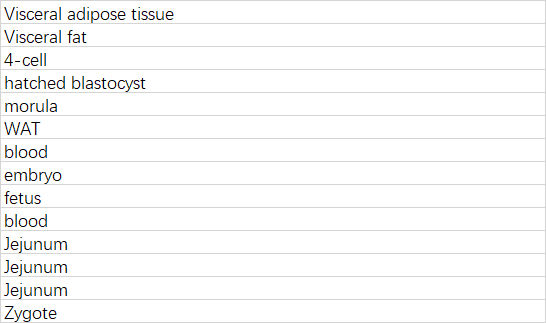 Visceral adipose tissue
Visceral fat
4-cell
hatched blastocyst
morula
WAT
blood
embryo
fetus
blood
Jejunum
Jejunum
Jejunum
Zygote